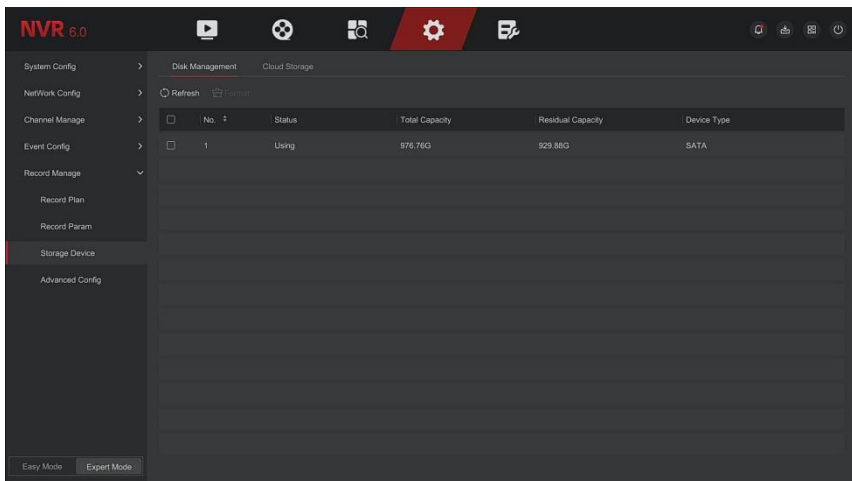 NVR 6.0
System Config
Disk Management Cloud Storage
NetWork Config
Refresh Format
Channel Manage
No. Status Total Capacity Residual Capacity Device Type
Event Config
1 Using 976.76G 929.88G SATA
Record Manage
Record Plan
Record Param
Storage Device
Advanced Config
Easy Mode Expert Mode